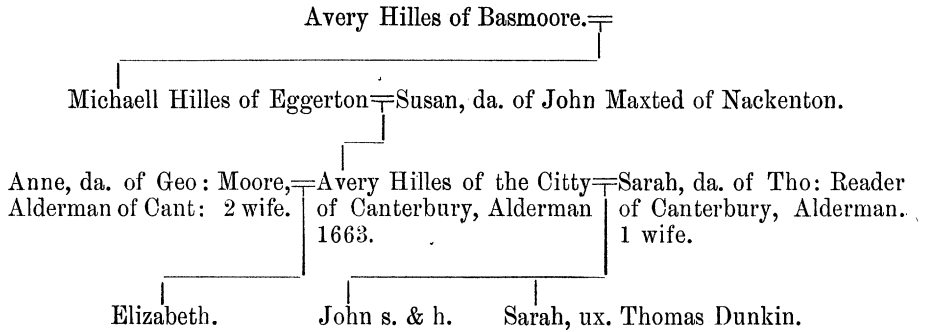 Avery Hilles of Basmoore.
Michaell Hilles of Eggerton Susan, da. of John Maxted of Nackenton.
Anne, da. of Geo: Moore, Avery Hilles of the Citty Sarah, da. of Tho: Reader
Alderman of Cant: 2 wife. of Canterbury, Alderman of Canterbury, Alderman.
1663. 1 wife.
Elizabeth. John s. & h. Sarah, ux. Thomas Dunkin.